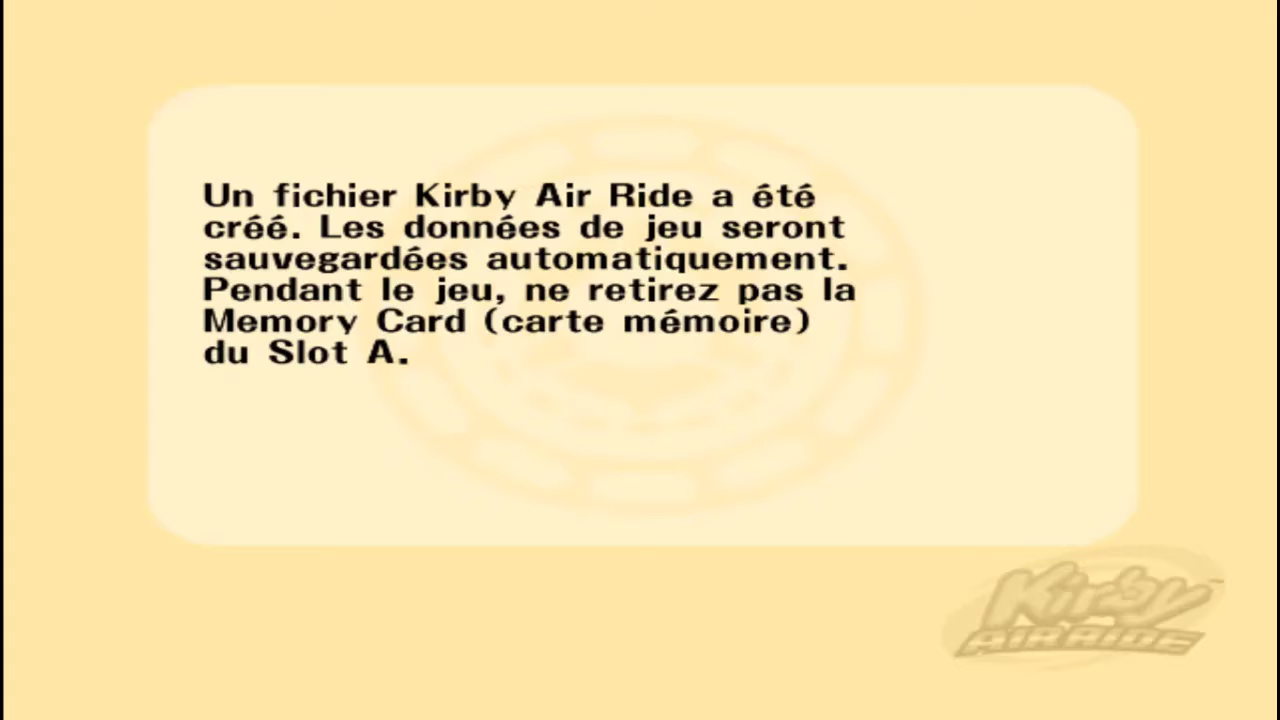 Un fichier Kirby Air Ride a été
créé. Les données de jeu seront
sauvegardées automatiquement.
Pendant le jeu, ne retirez pas la
Memory Card (carte mémoire)
du Slot A.
Kirby™
AIR RIDE